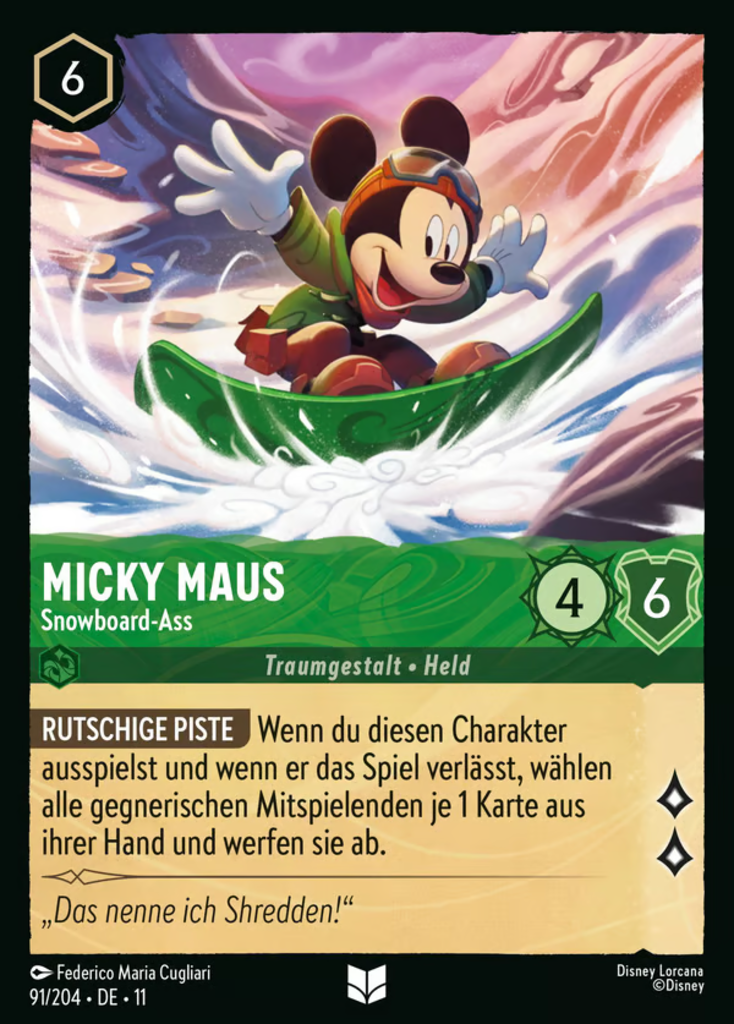 6
MICKY MAUS
Snowboard-Ass
4
6
Traumgestalt • Held
RUTSCHIGE PISTE Wenn du diesen Charakter
ausspielst und wenn er das Spiel verlässt, wählen
alle gegnerischen Mitspielenden je 1 Karte aus
ihrer Hand und werfen sie ab.
„Das nenne ich Shredden!“
Federico Maria Cugliari
91/204 • DE • 11
Disney Lorcana
©Disney